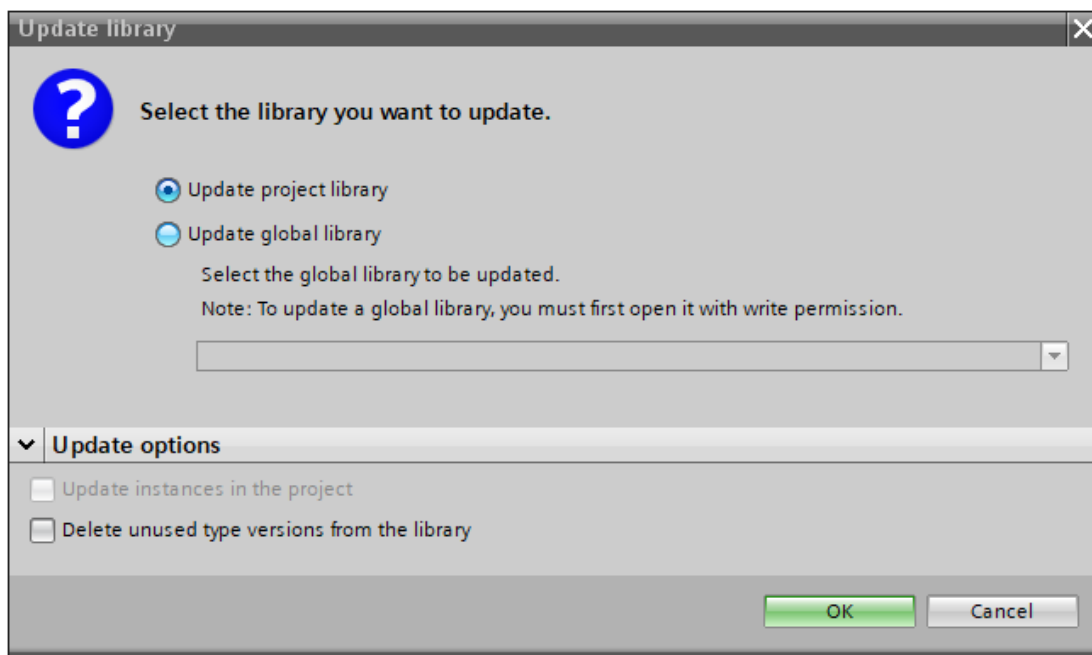 Update library
Select the library you want to update.
Update project library
Update global library
Select the global library to be updated.
Note: To update a global library, you must first open it with write permission.
Update options
Update instances in the project
Delete unused type versions from the library
OK
Cancel